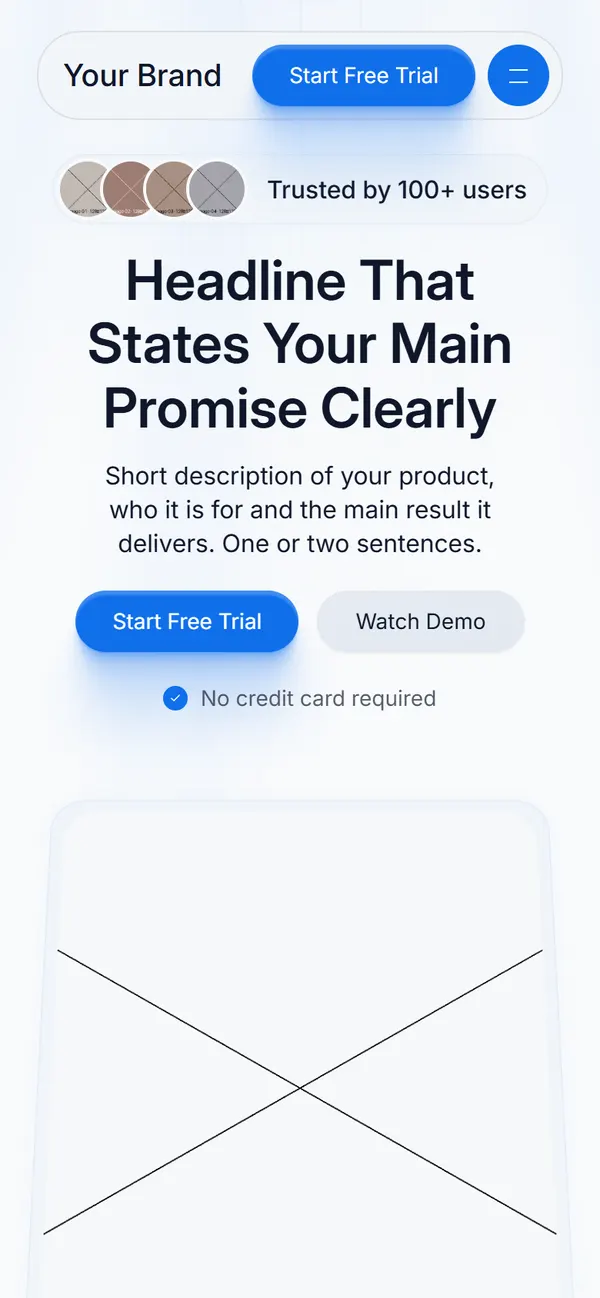 Your Brand
Start Free Trial
Trusted by 100+ users
Headline That
States Your Main
Promise Clearly
Short description of your product,
who it is for and the main result it
delivers. One or two sentences.
Start Free Trial
Watch Demo
No credit card required